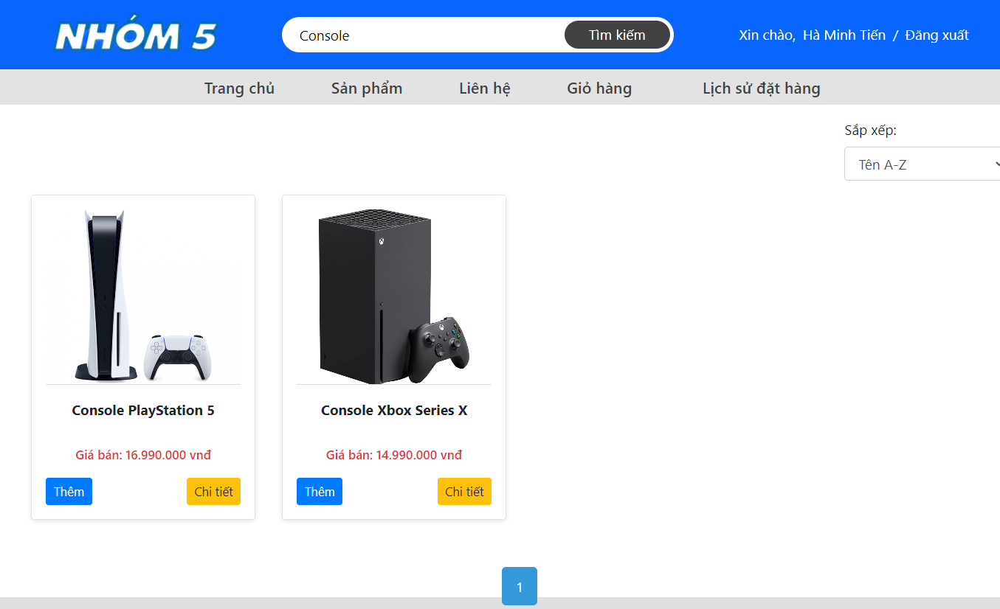 NHÓM 5
Console
Tìm kiếm
Xin chào, Hà Minh Tiến / Đăng xuất
Trang chủ
Sản phẩm
Liên hệ
Giỏ hàng
Lịch sử đặt hàng
Sắp xếp:
Tên A-Z
Console PlayStation 5
Giá bán: 16.990.000 vnđ
Thêm
Chi tiết
Console Xbox Series X
Giá bán: 14.990.000 vnđ
Thêm
Chi tiết
1